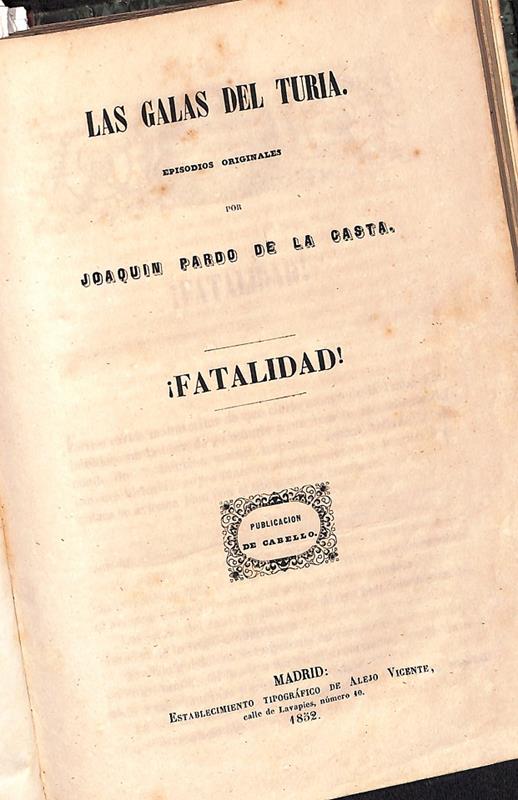 LAS GALAS DEL TURIA.
EPISODIOS ORIGINALES
POR
JOAQUIN PARDO DE LA CASTA.
¡FATALIDAD!
PUBLICACION
DE CABELLO.
MADRID:
ESTABLECIMIENTO TIPOGRÁFICO DE ALEJO VICENTE,
calle de Lavapies, número 10.
1852.